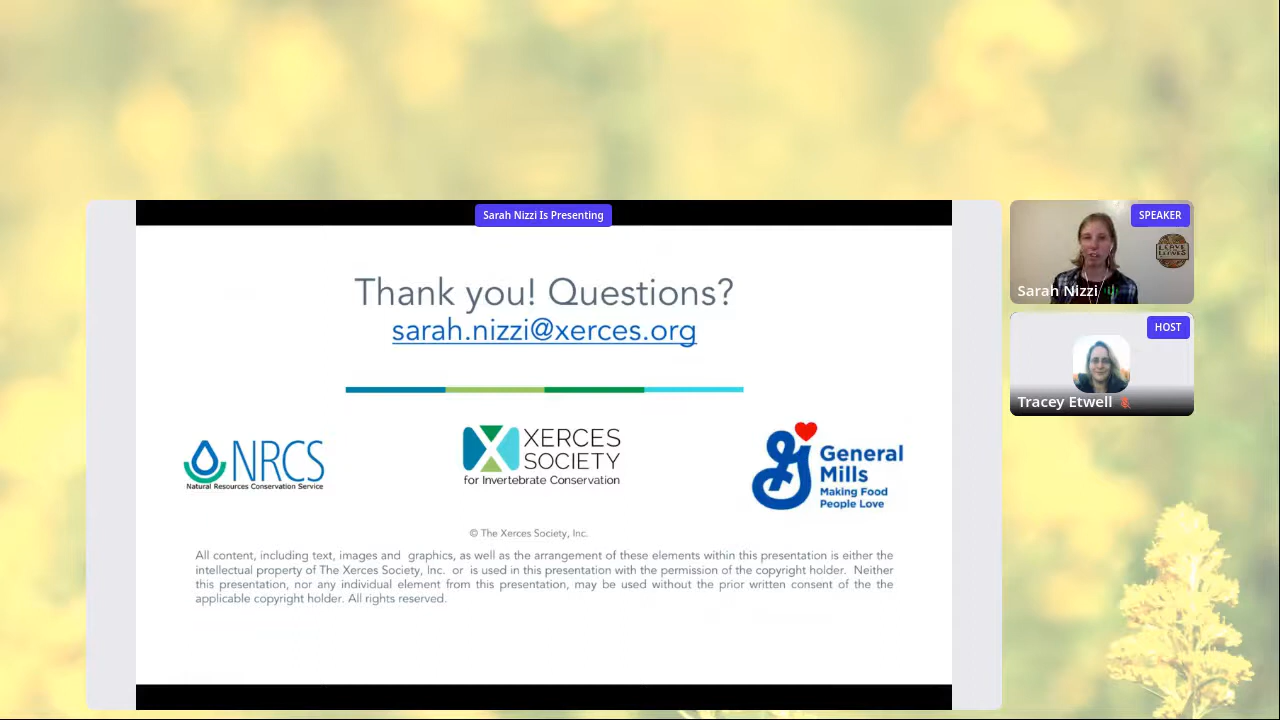 Sarah Nizzi Is Presenting
Thank you! Questions?
sarah.nizzi@xerces.org
NRCS
Natural Resources Conservation Service
XERCES
SOCIETY
for Invertebrate Conservation
General
Mills
Making Food
People Love
© The Xerces Society, Inc.
All content, including text, images and graphics, as well as the arrangement of these elements within this presentation is either the
intellectual property of The Xerces Society, Inc. or is used in this presentation with the permission of the copyright holder. Neither
this presentation, nor any individual element from this presentation, may be used without the prior written consent of the the
applicable copyright holder. All rights reserved.
SPEAKER
Sarah Nizzi
HOST
Tracey Etwell